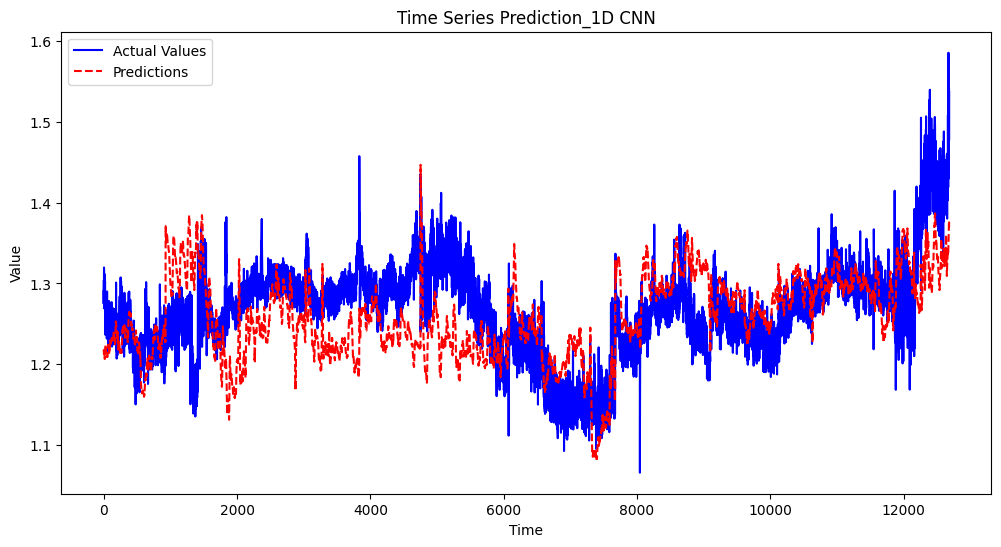 Time Series Prediction_1D CNN
Actual Values
Predictions
1.6
1.5
1.4
1.3
1.2
1.1
Value
0 2000 4000 6000 8000 10000 12000
Time